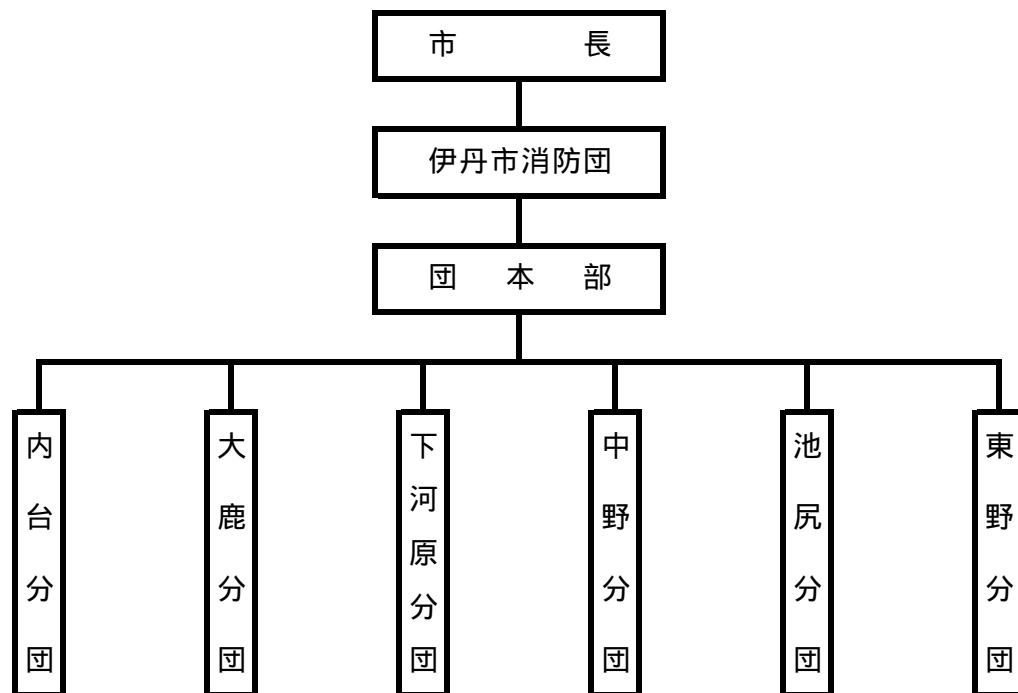 市長
伊丹市消防団
団本部
内台分団
大鹿分団
下河原分団
中野分団
池尻分団
東野分団